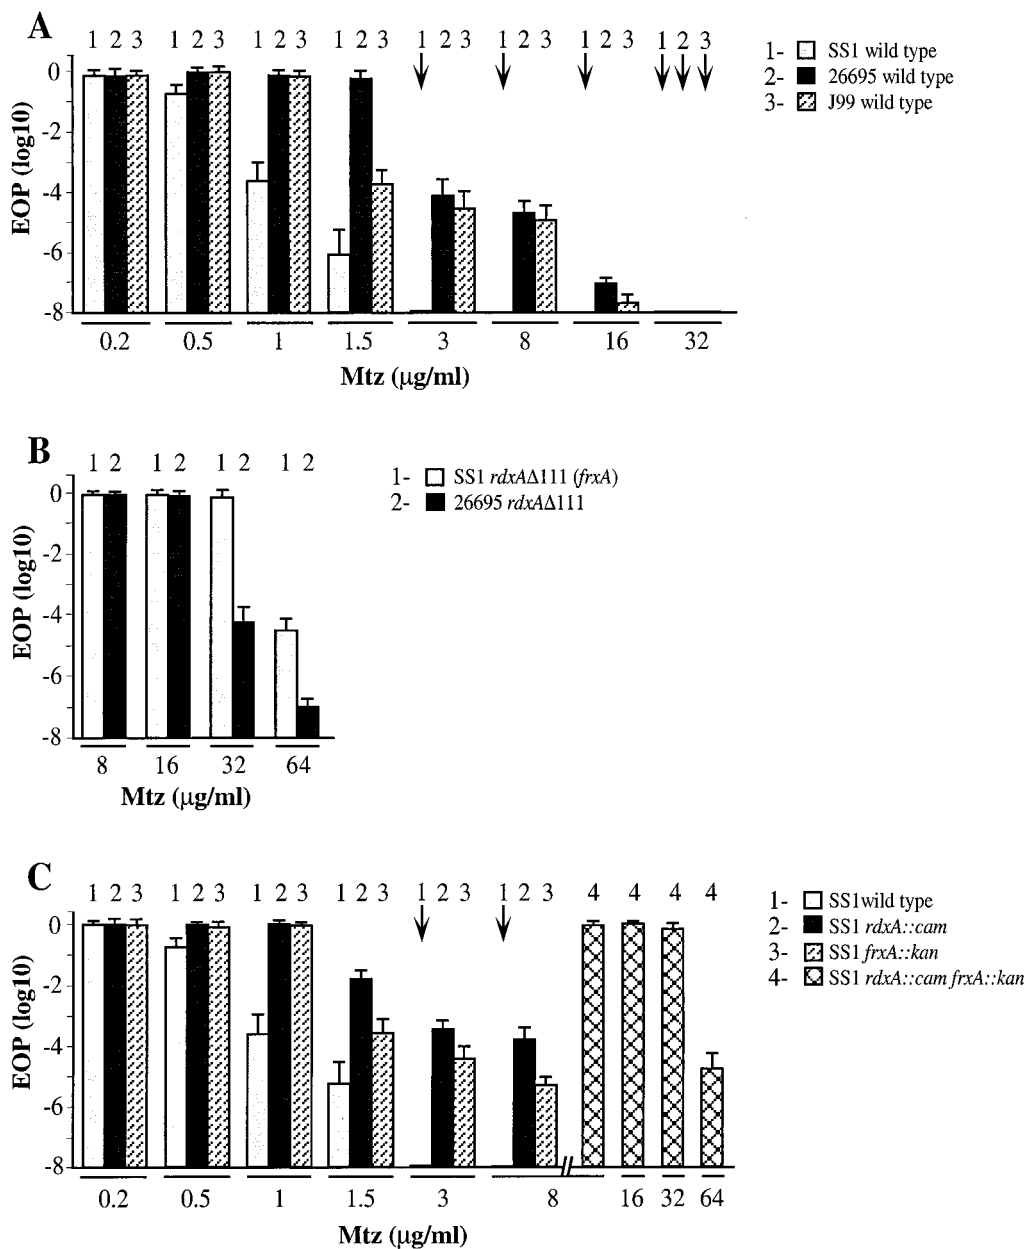 A
1 2 3 1 2 3 1 2 3 1 2 3 1 2 3 1 2 3 1 2 3 1 2 3
1- SS1 wild type
2- 26695 wild type
3- J99 wild type
EOP (log10)
0
-2
-4
-6
-8
0.2 0.5 1 1.5 3 8 16 32
Mtz (μg/ml)
B
1 2 1 2 1 2 1 2
1- SS1 rdxAΔ111 (frxA)
2- 26695 rdxAΔ111
EOP (log10)
0
-2
-4
-6
-8
8 16 32 64
Mtz (μg/ml)
C
1 2 3 1 2 3 1 2 3 1 2 3 1 2 3 1 2 3 4 4 4 4
1- SS1wild type
2- SS1 rdxA::cam
3- SS1 frxA::kan
4- SS1 rdxA::cam frxA::kan
EOP (log10)
0
-2
-4
-6
-8
0.2 0.5 1 1.5 3 8 16 32 64
Mtz (μg/ml)